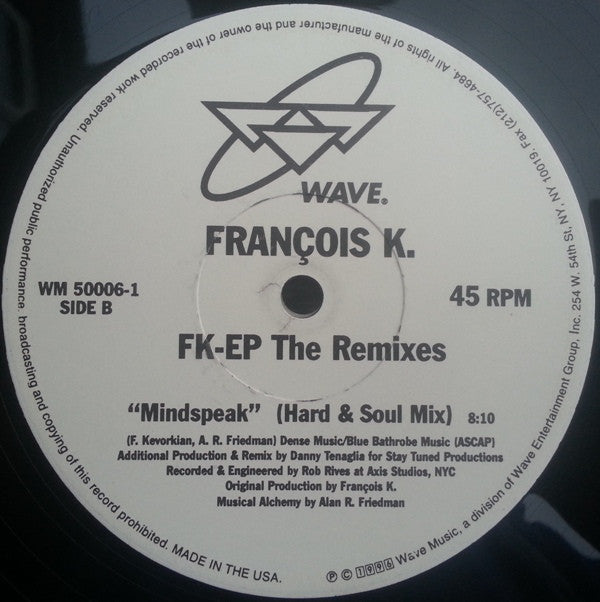 WAVE®
FRANÇOIS K.
WM 50006-1
SIDE B
45 RPM
FK-EP The Remixes
“Mindspeak” (Hard & Soul Mix) 8:10
(F. Kevorkian, A. R. Friedman) Dense Music/Blue Bathrobe Music (ASCAP)
Additional Production & Remix by Danny Tenaglia for Stay Tuned Productions
Recorded & Engineered by Rob Rives at Axis Studios, NYC
Original Production by François K.
Musical Alchemy by Alan R. Friedman
℗ © 1996 Wave Music, a division of Wave Entertainment Group, Inc. 254 W. 54th St, NY, NY 10019. Fax (212)757-4684. All rights of the manufacturer and the owner of the recorded work reserved. Unauthorized public performance, broadcasting and copying of this record prohibited. MADE IN THE USA.